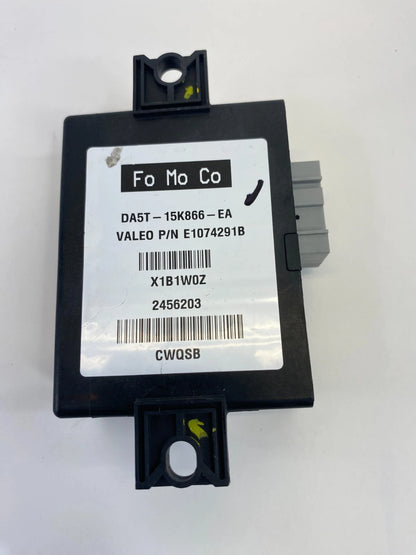 Fo Mo Co
DA5T-15K866-EA
VALEO P/N E1074291B
X1B1W0Z
2456203
CWQSB